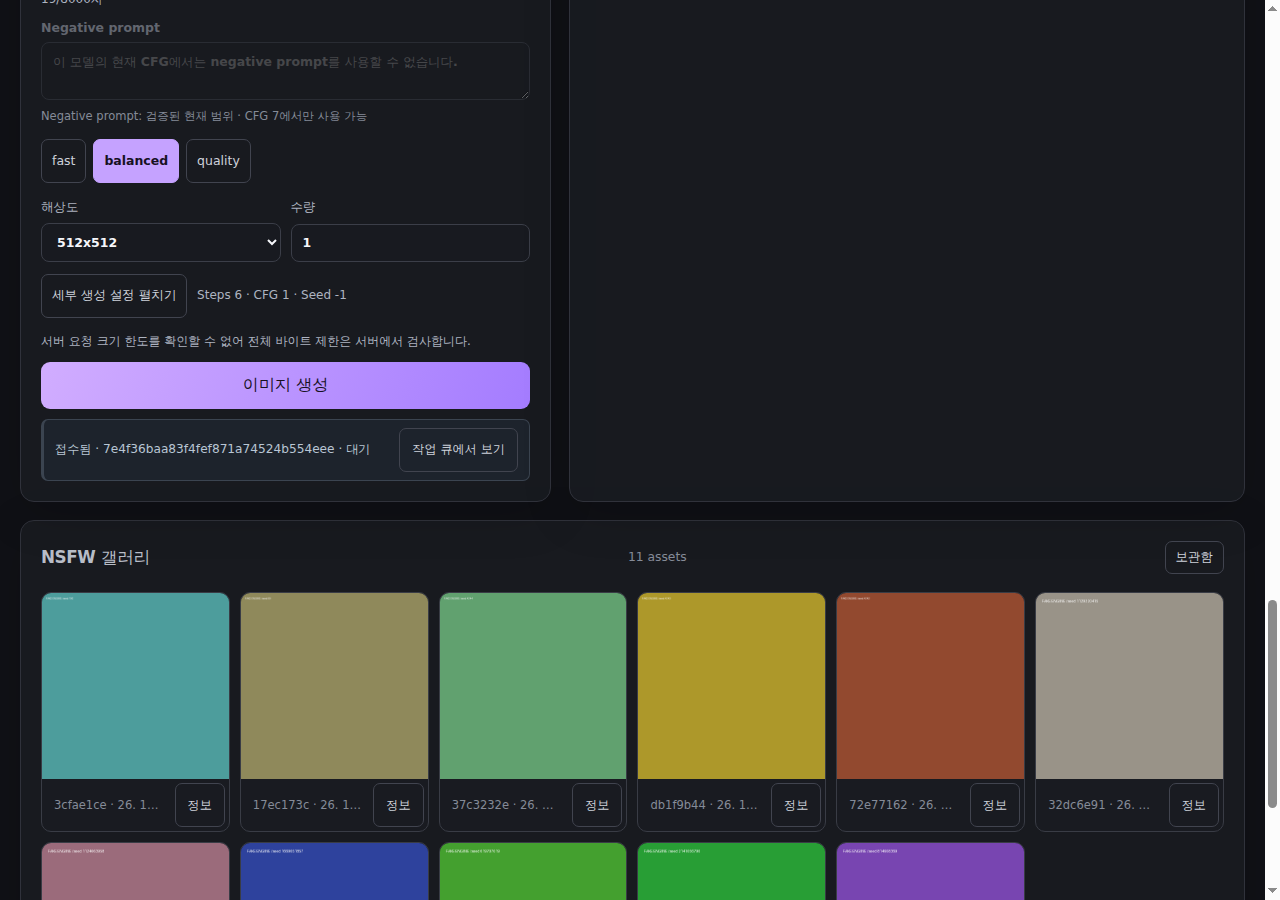 Negative prompt
이 모델의 현재 CFG에서는 negative prompt를 사용할 수 없습니다.
Negative prompt: 검증된 현재 범위 · CFG 7에서만 사용 가능
fast
balanced
quality
해상도
수량
512x512
1
세부 생성 설정 펼치기
Steps 6 · CFG 1 · Seed -1
서버 요청 크기 한도를 확인할 수 없어 전체 바이트 제한은 서버에서 검사합니다.
이미지 생성
접수됨 · 7e4f36baa83f4fef871a74524b554eee · 대기
작업 큐에서 보기
NSFW 갤러리
11 assets
보관함
3cfae1ce · 26. 1…
정보
17ec173c · 26. 1…
정보
37c3232e · 26. …
정보
db1f9b44 · 26. 1…
정보
72e77162 · 26. …
정보
32dc6e91 · 26. …
정보